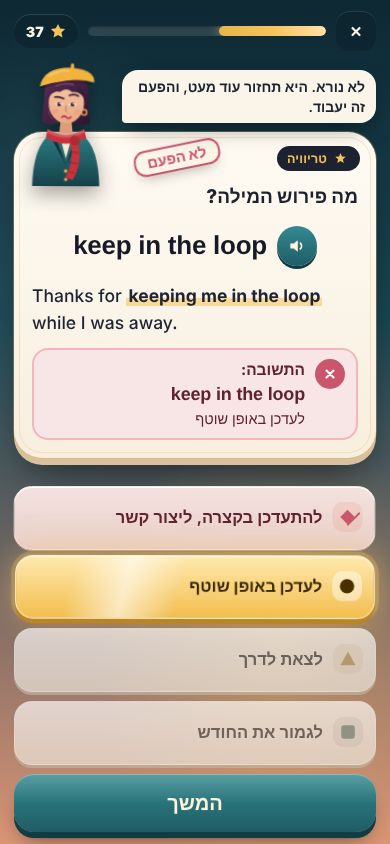 37
לא נורא. היא תחזור עוד מעט, והפעם
זה יעבוד.
טריוויה
לא הפעם
מה פירוש המילה?
keep in the loop
Thanks for keeping me in the loop
while I was away.
התשובה:
keep in the loop
לעדכן באופן שוטף
להתעדכן בקצרה, ליצור קשר
לעדכן באופן שוטף
לצאת לדרך
לגמור את החודש
המשך